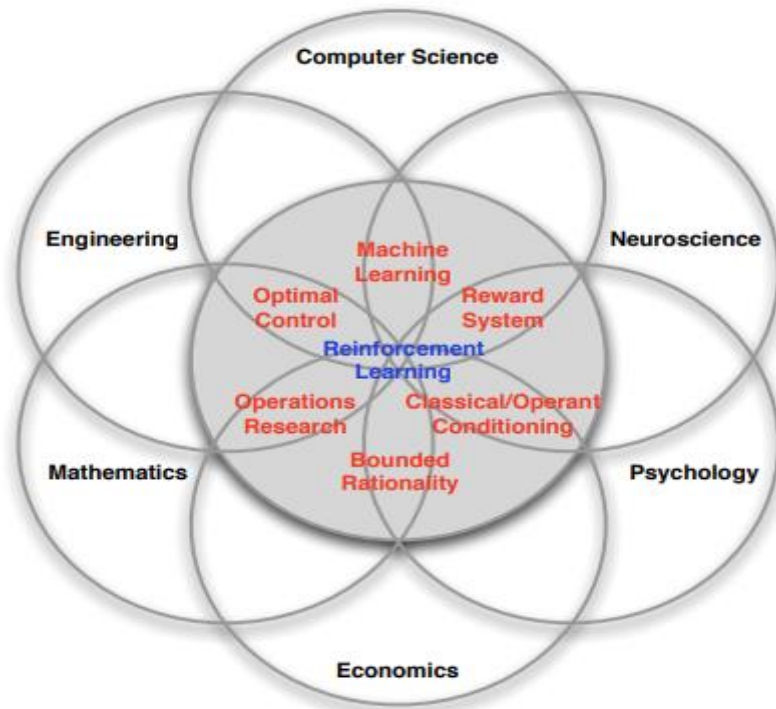 Computer Science
Engineering
Neuroscience
Machine
Learning
Optimal
Control
Reward
System
Reinforcement
Learning
Operations
Research
Classical/Operant
Conditioning
Bounded
Rationality
Mathematics
Psychology
Economics